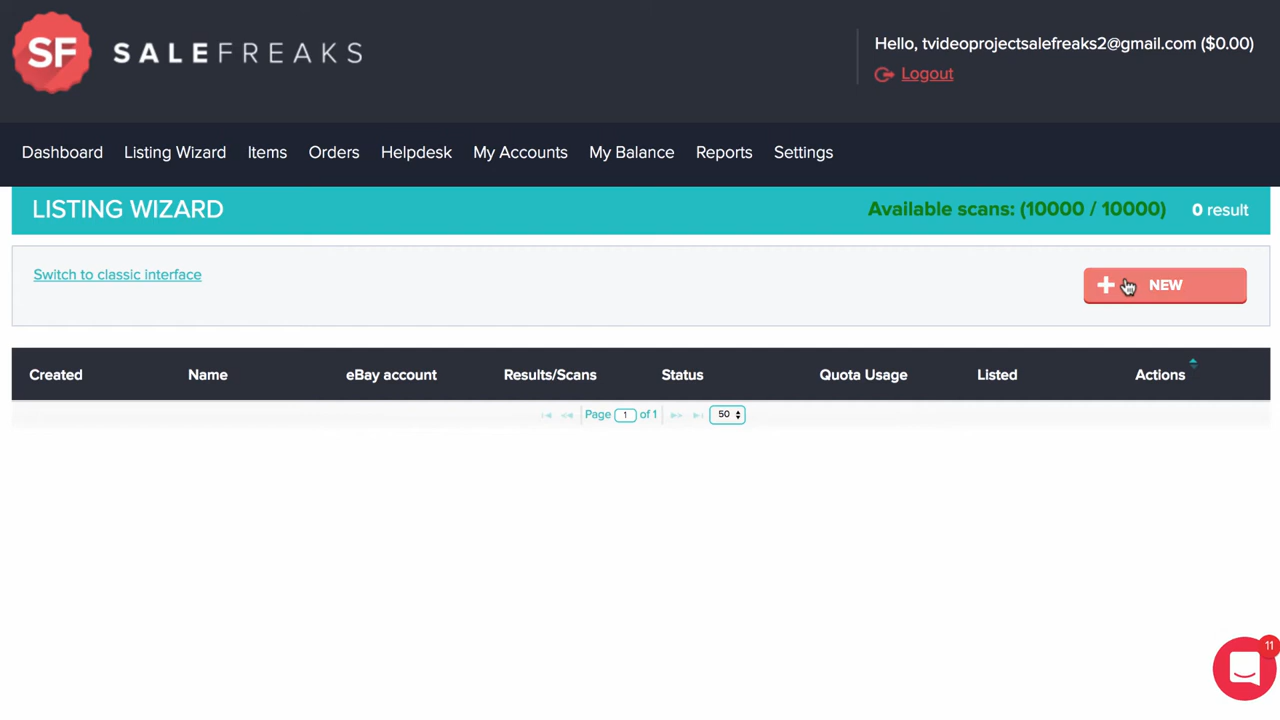 SF SALEFREAKS
Hello, tvideoprojectsalefreaks2@gmail.com ($0.00)
Logout
Dashboard Listing Wizard Items Orders Helpdesk My Accounts My Balance Reports Settings
LISTING WIZARD Available scans: (10000 / 10000) 0 result
Switch to classic interface + NEW
Created Name eBay account Results/Scans Status Quota Usage Listed Actions
Page 1 of 1 50
11